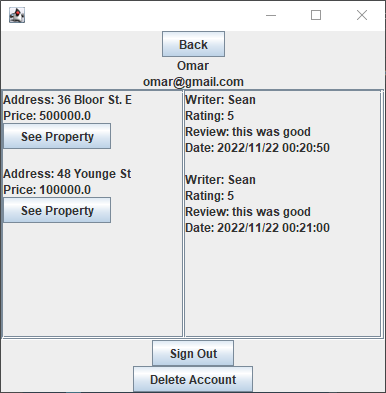 Back
Omar
omar@gmail.com
Address: 36 Bloor St. E
Price: 500000.0
See Property
Address: 48 Younge St
Price: 100000.0
See Property
Writer: Sean
Rating: 5
Review: this was good
Date: 2022/11/22 00:20:50
Writer: Sean
Rating: 5
Review: this was good
Date: 2022/11/22 00:21:00
Sign Out
Delete Account